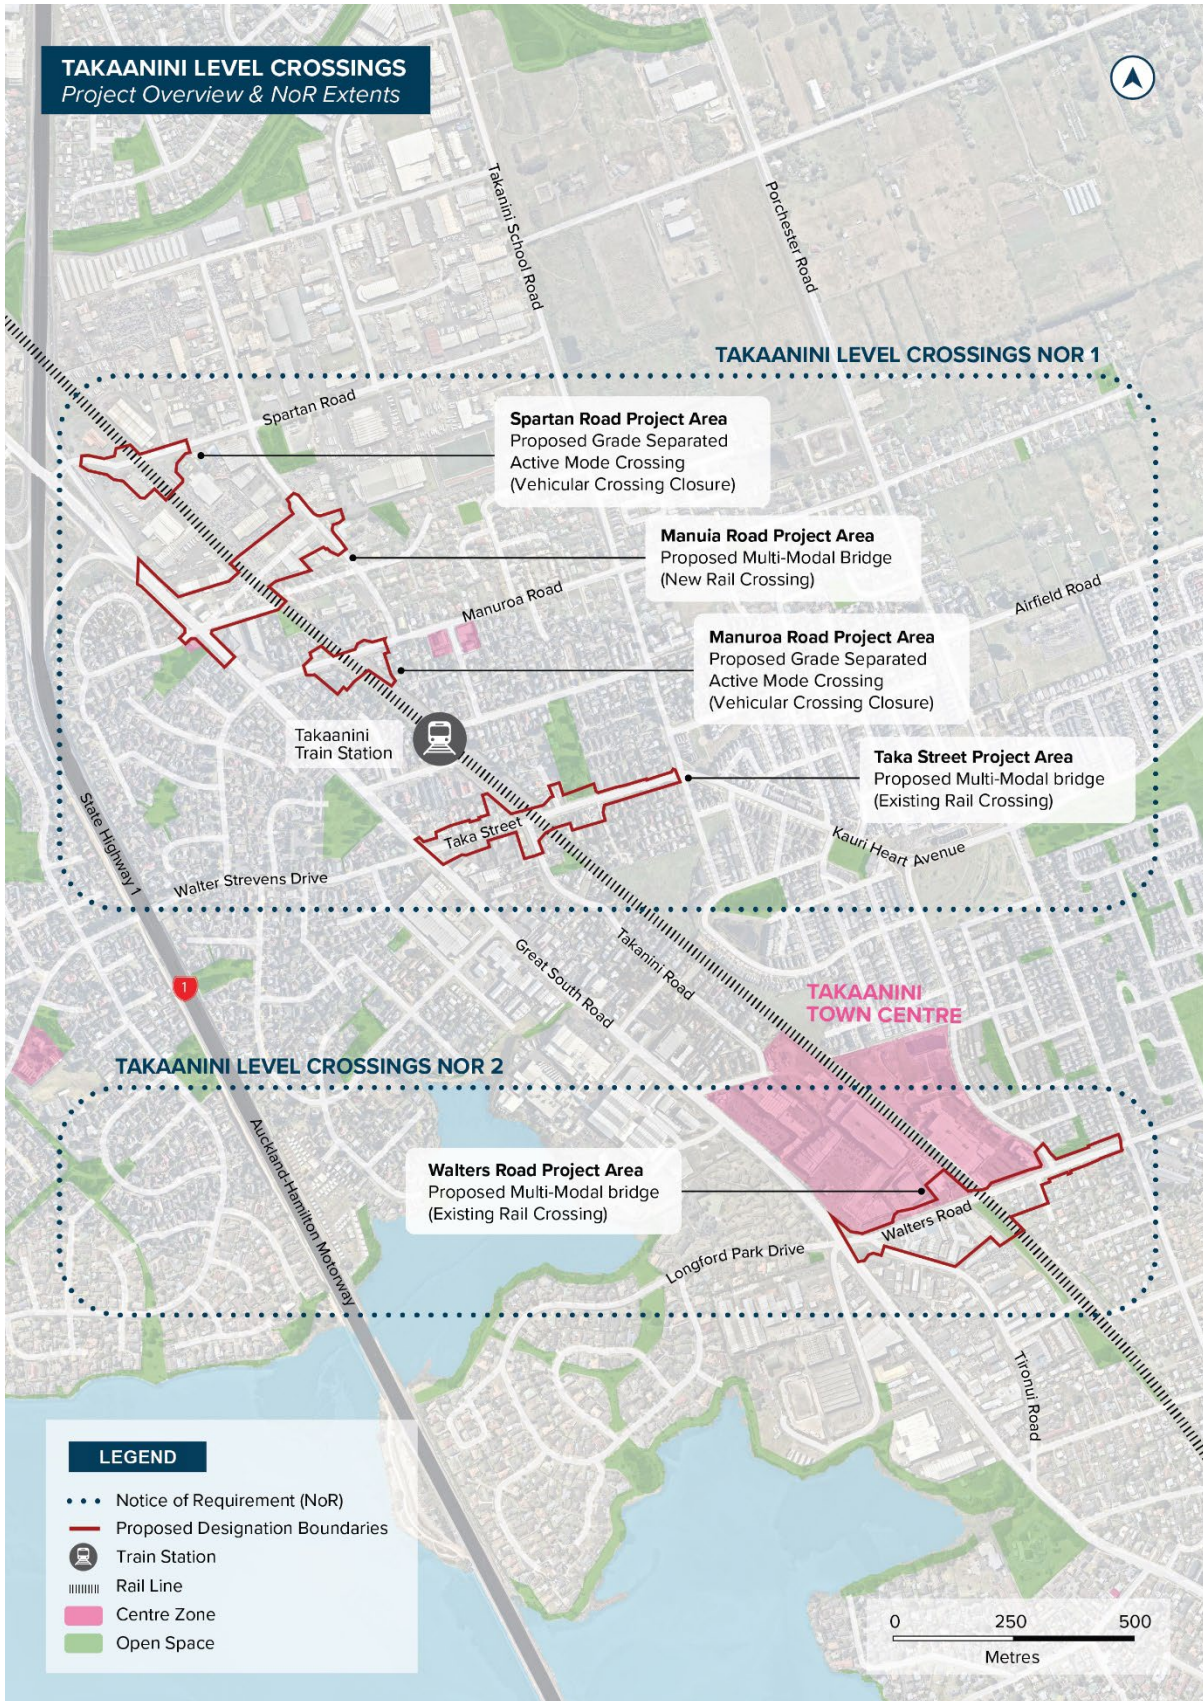 TAKAANINI LEVEL CROSSINGS
Project Overview & NoR Extents
Takanini School Road
Porchester Road
TAKAANINI LEVEL CROSSINGS NOR 1
Spartan Road
Spartan Road Project Area
Proposed Grade Separated
Active Mode Crossing
(Vehicular Crossing Closure)
Manuia Road Project Area
Proposed Multi-Modal Bridge
(New Rail Crossing)
Manuroa Road
Airfield Road
Manuroa Road Project Area
Proposed Grade Separated
Active Mode Crossing
(Vehicular Crossing Closure)
Takaanini
Train Station
Taka Street Project Area
Proposed Multi-Modal bridge
(Existing Rail Crossing)
State Highway 1
Taka Street
Kauri Heart Avenue
Walter Strevens Drive
Great South Road
Takanini Road
1
TAKAANINI
TOWN CENTRE
TAKAANINI LEVEL CROSSINGS NOR 2
Auckland-Hamilton Motorway
Walters Road Project Area
Proposed Multi-Modal bridge
(Existing Rail Crossing)
Walters Road
Longford Park Drive
Tironui Road
LEGEND
Notice of Requirement (NoR)
Proposed Designation Boundaries
Train Station
Rail Line
Centre Zone
Open Space
0 250 500
Metres